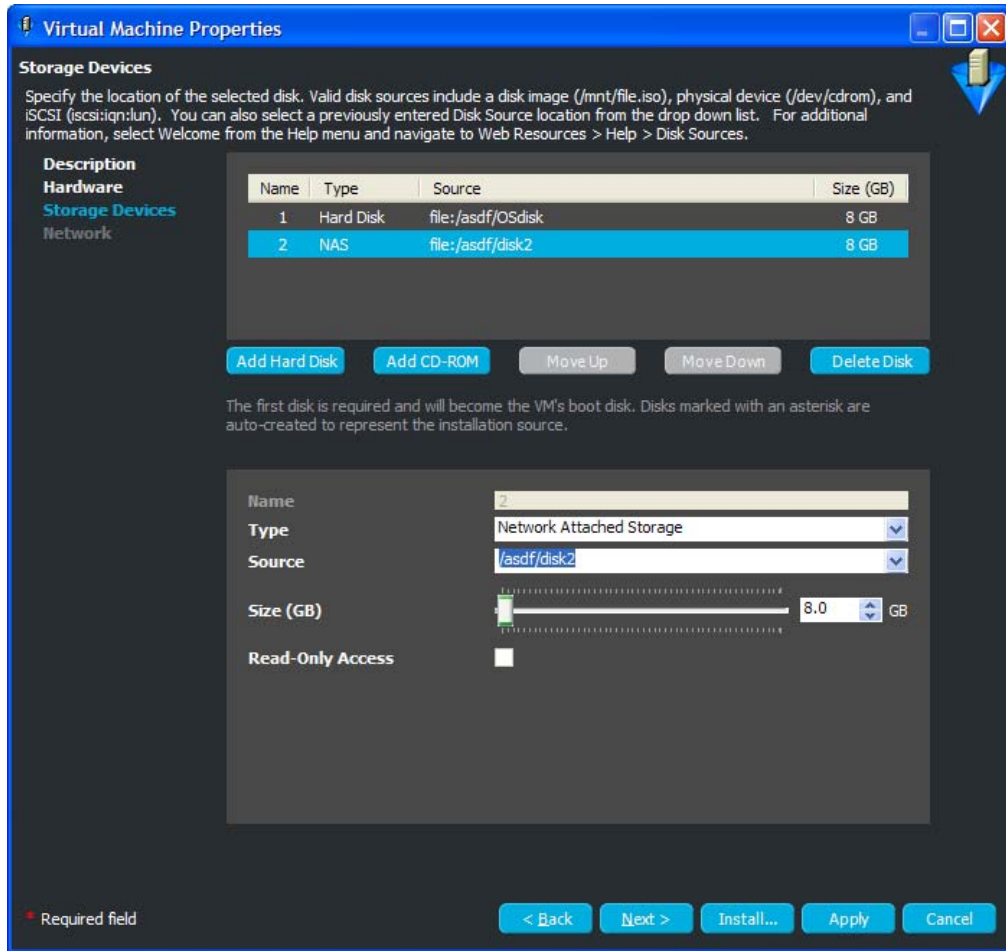 Virtual Machine Properties
Storage Devices
Specify the location of the selected disk. Valid disk sources include a disk image (/mnt/file.iso), physical device (/dev/cdrom), and
iSCSI (iscsi:iqn:lun). You can also select a previously entered Disk Source location from the drop down list. For additional
information, select Welcome from the Help menu and navigate to Web Resources > Help > Disk Sources.
Description
Hardware
Storage Devices
Network
Name Type Source Size (GB)
1 Hard Disk file:/asdf/OSdisk 8 GB
2 NAS file:/asdf/disk2 8 GB
Add Hard Disk Add CD-ROM Move Up Move Down Delete Disk
The first disk is required and will become the VM's boot disk. Disks marked with an asterisk are
auto-created to represent the installation source.
Name 2
Type Network Attached Storage
Source /asdf/disk2
Size (GB) 8.0 GB
Read-Only Access
* Required field < Back Next > Install... Apply Cancel